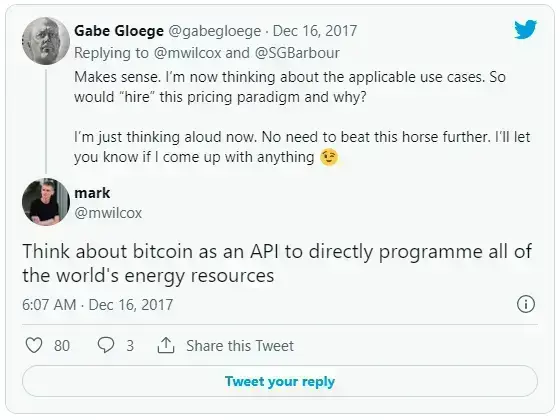 Gabe Gloege @gabegloege · Dec 16, 2017
Replying to @mwilcox and @SGBarbour
Makes sense. I'm now thinking about the applicable use cases. So
would “hire” this pricing paradigm and why?
I'm just thinking aloud now. No need to beat this horse further. I'll let
you know if I come up with anything 😉
mark
@mwilcox
Think about bitcoin as an API to directly programme all of
the world's energy resources
6:07 AM · Dec 16, 2017
80 3 Share this Tweet
Tweet your reply